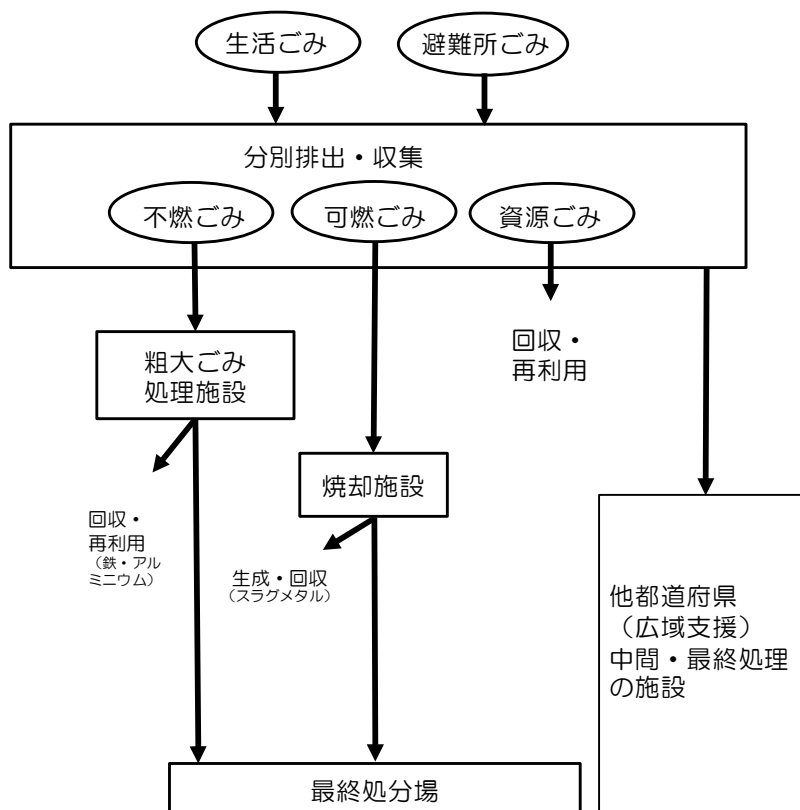 生活ごみ
避難所ごみ
分別排出・収集
不燃ごみ
可燃ごみ
資源ごみ
回収・
再利用
粗大ごみ
処理施設
焼却施設
回収・
再利用
（鉄・アル
ミニウム）
生成・回収
（スラグメタル）
他都道府県
（広域支援）
中間・最終処理
の施設
最終処分場